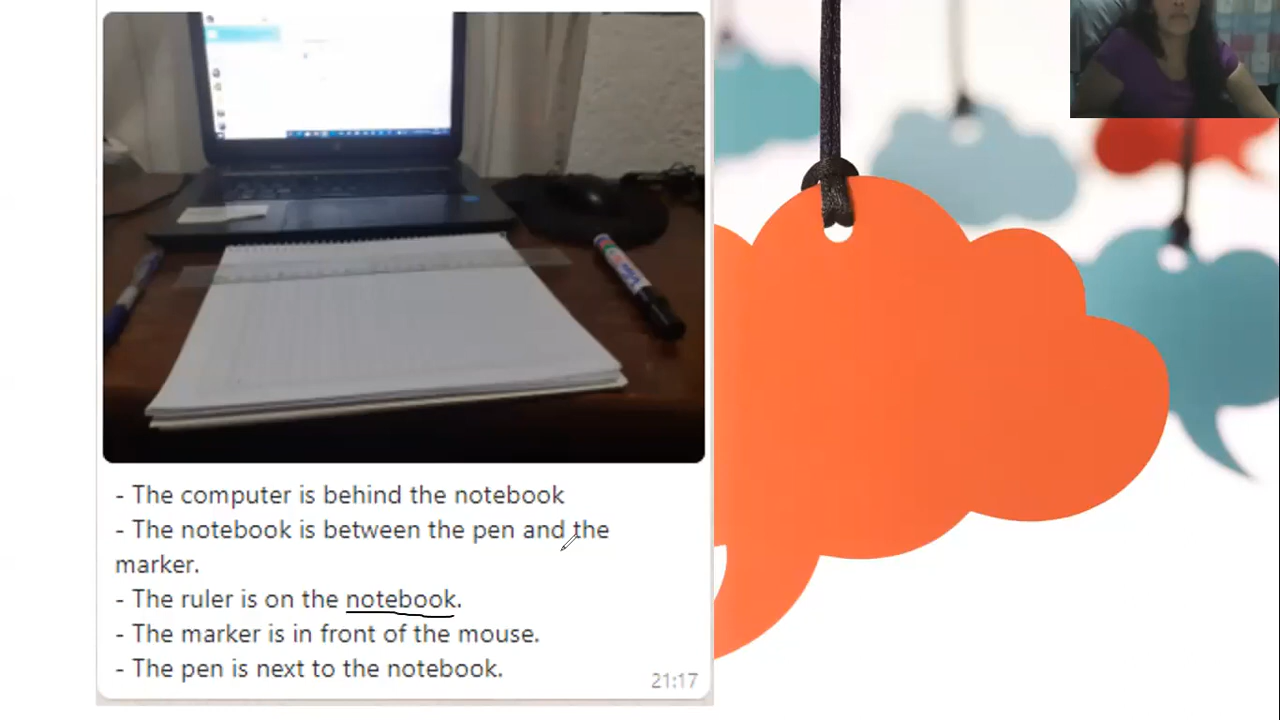 - The computer is behind the notebook
- The notebook is between the pen and the
marker.
- The ruler is on the notebook.
- The marker is in front of the mouse.
- The pen is next to the notebook.
21:17